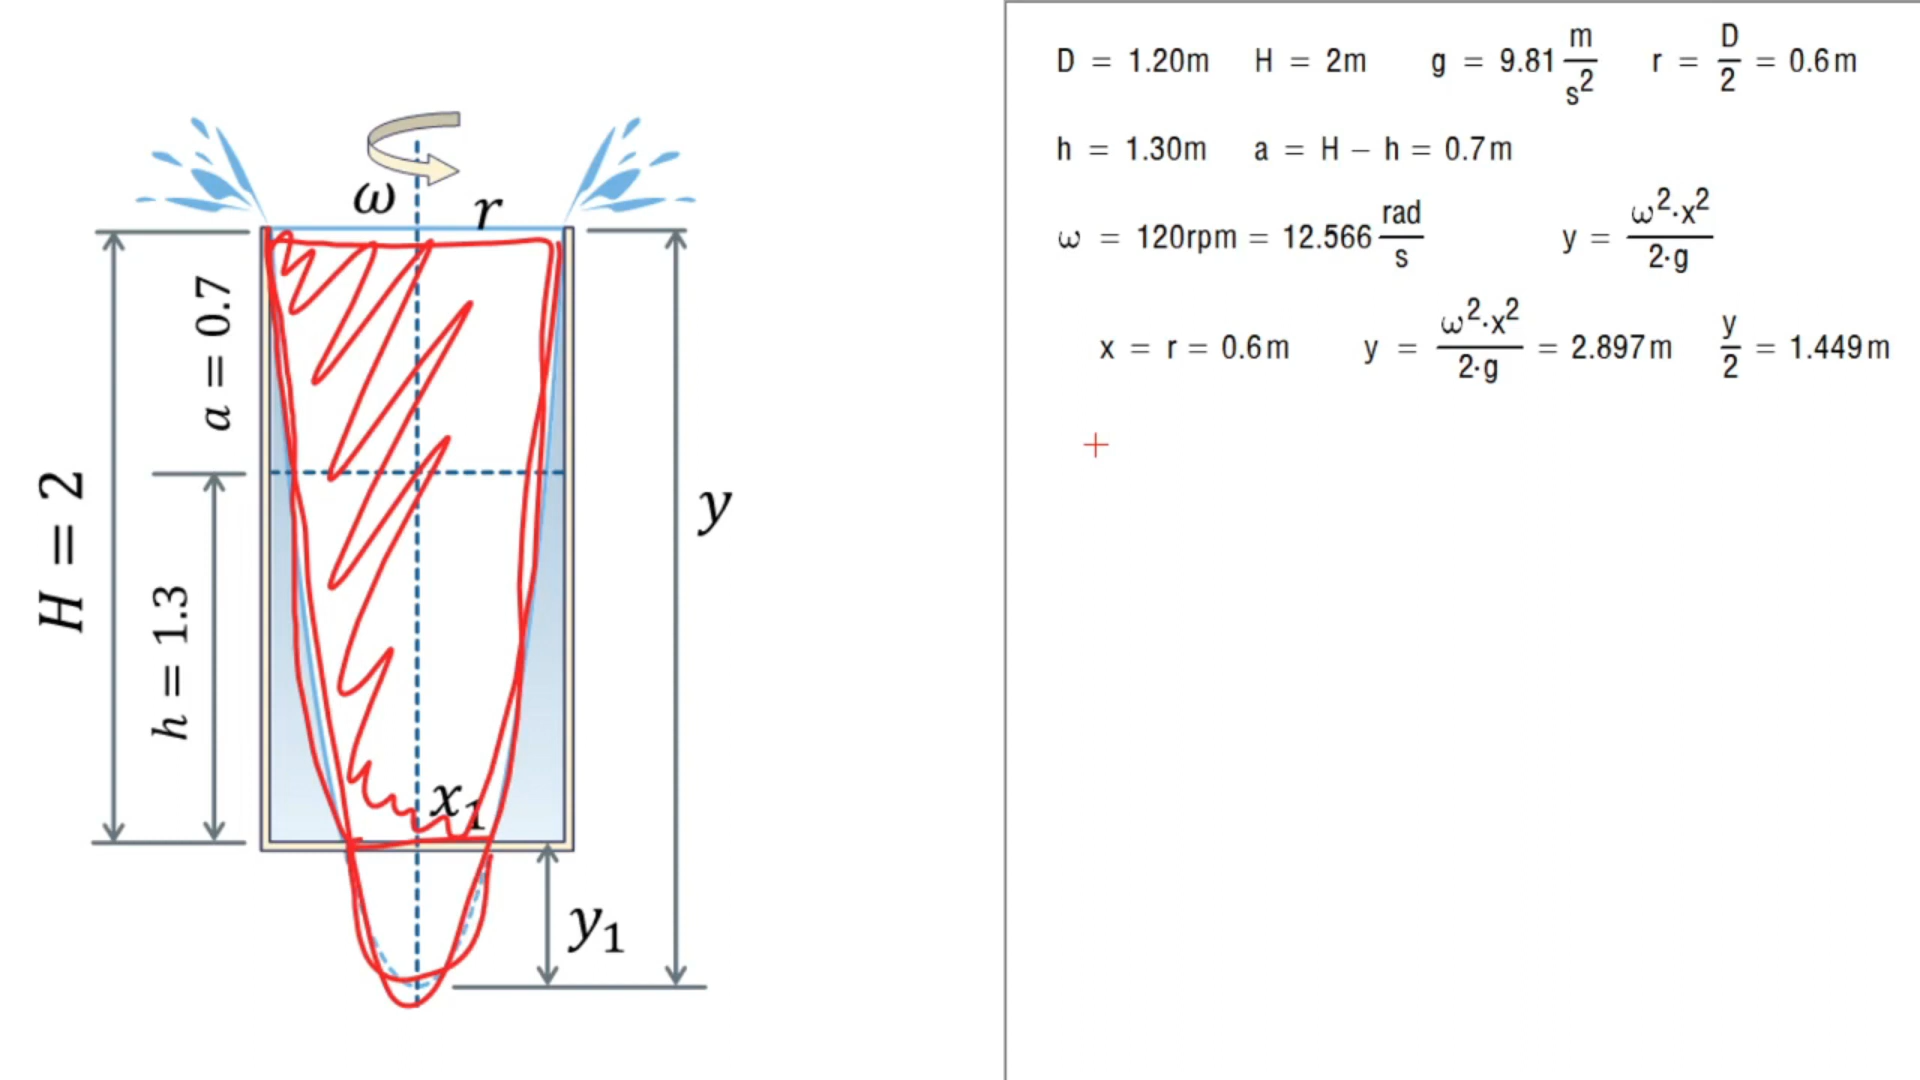 ω
r
a = 0.7
H = 2
h = 1.3
y
x₁
y₁
D = 1.20m H = 2m g = 9.81 m/s² r = D/2 = 0.6m
h = 1.30m a = H − h = 0.7m
ω = 120rpm = 12.566 rad/s y = ω²·x²/2·g
x = r = 0.6m y = ω²·x²/2·g = 2.897m y/2 = 1.449m